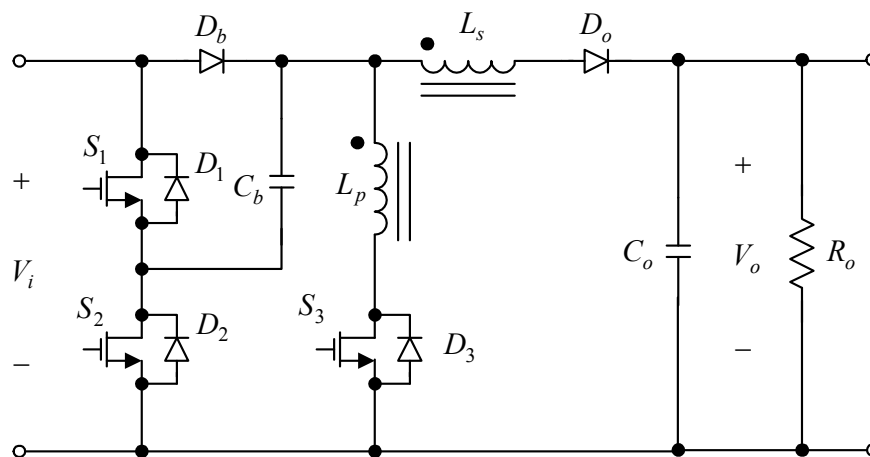 D_b
L_s
D_o
S_1
D_1
C_b
L_p
+
V_i
−
S_2
D_2
S_3
D_3
C_o
+
V_o
−
R_o